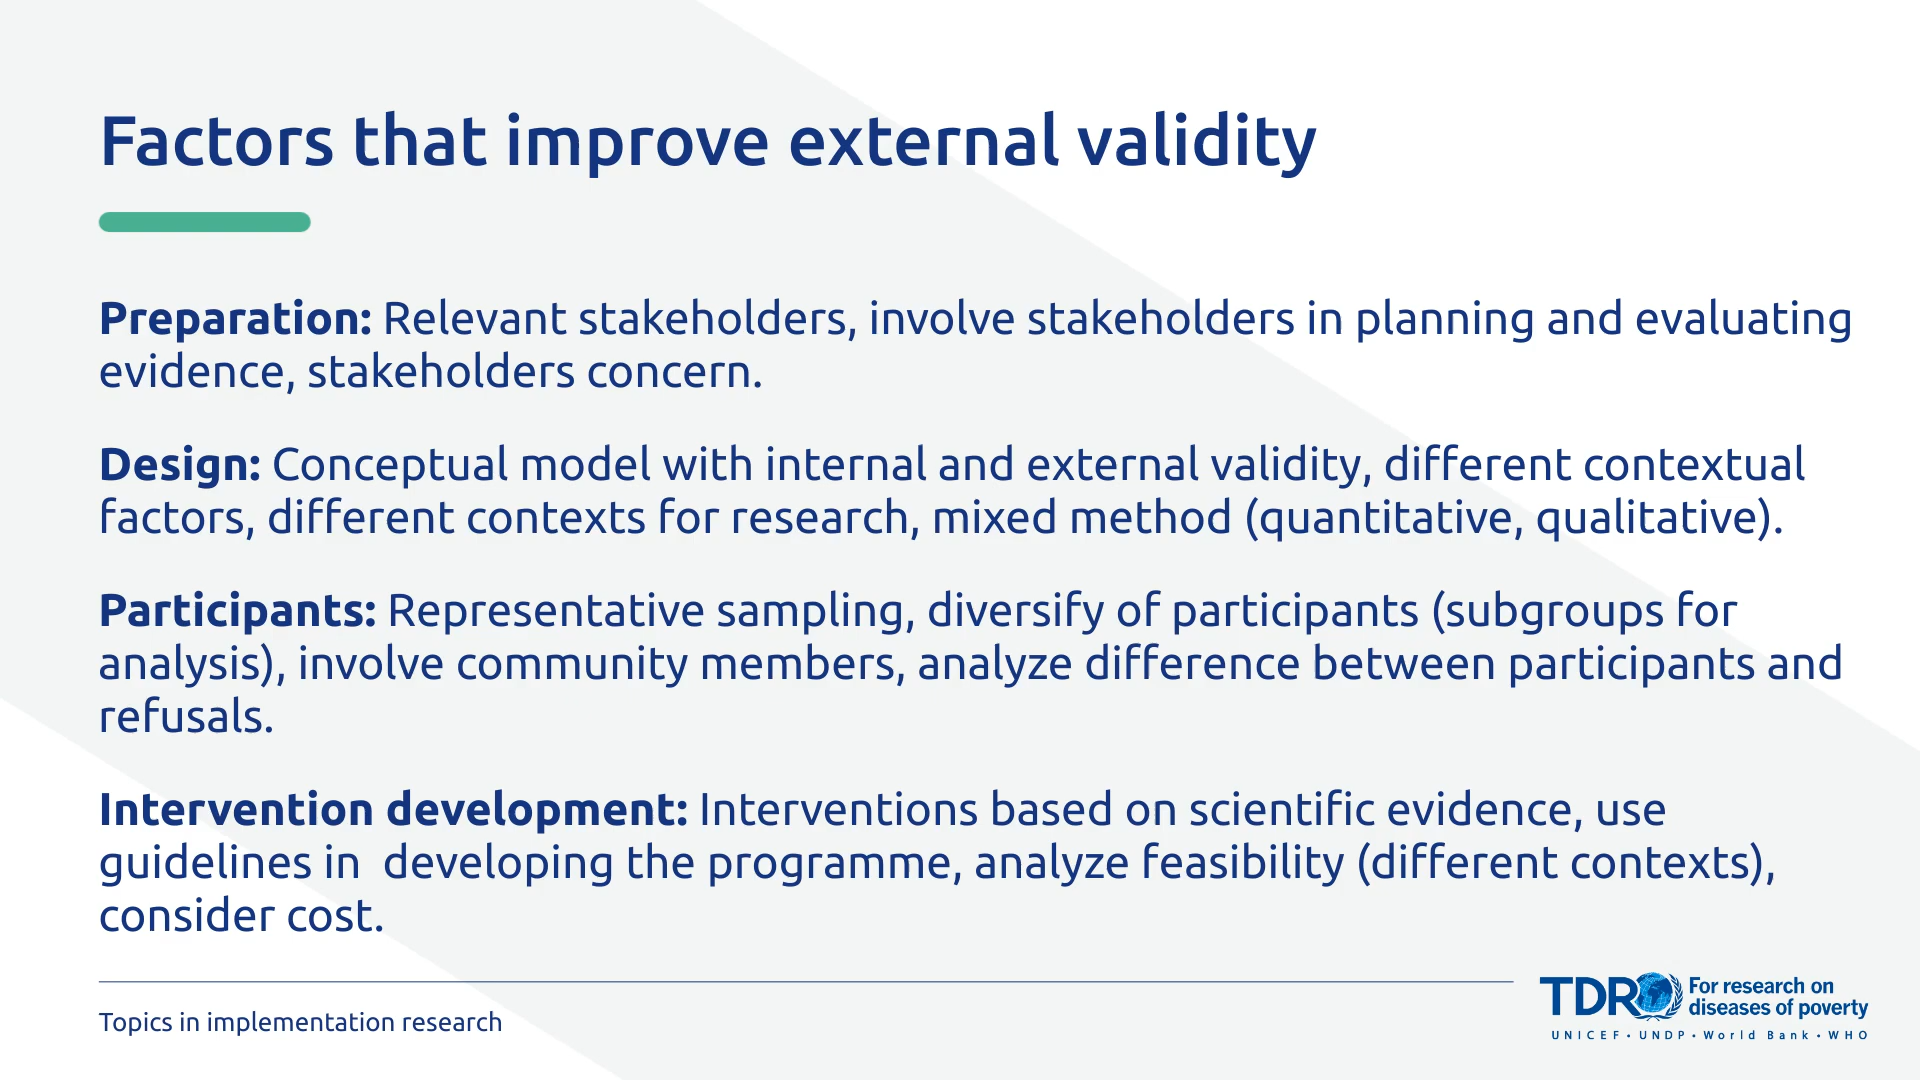 Factors that improve external validity
Preparation: Relevant stakeholders, involve stakeholders in planning and evaluating
evidence, stakeholders concern.
Design: Conceptual model with internal and external validity, different contextual
factors, different contexts for research, mixed method (quantitative, qualitative).
Participants: Representative sampling, diversify of participants (subgroups for
analysis), involve community members, analyze difference between participants and
refusals.
Intervention development: Interventions based on scientific evidence, use
guidelines in  developing the programme, analyze feasibility (different contexts),
consider cost.
Topics in implementation research
TDR For research on
diseases of poverty
UNICEF • UNDP • World Bank • WHO